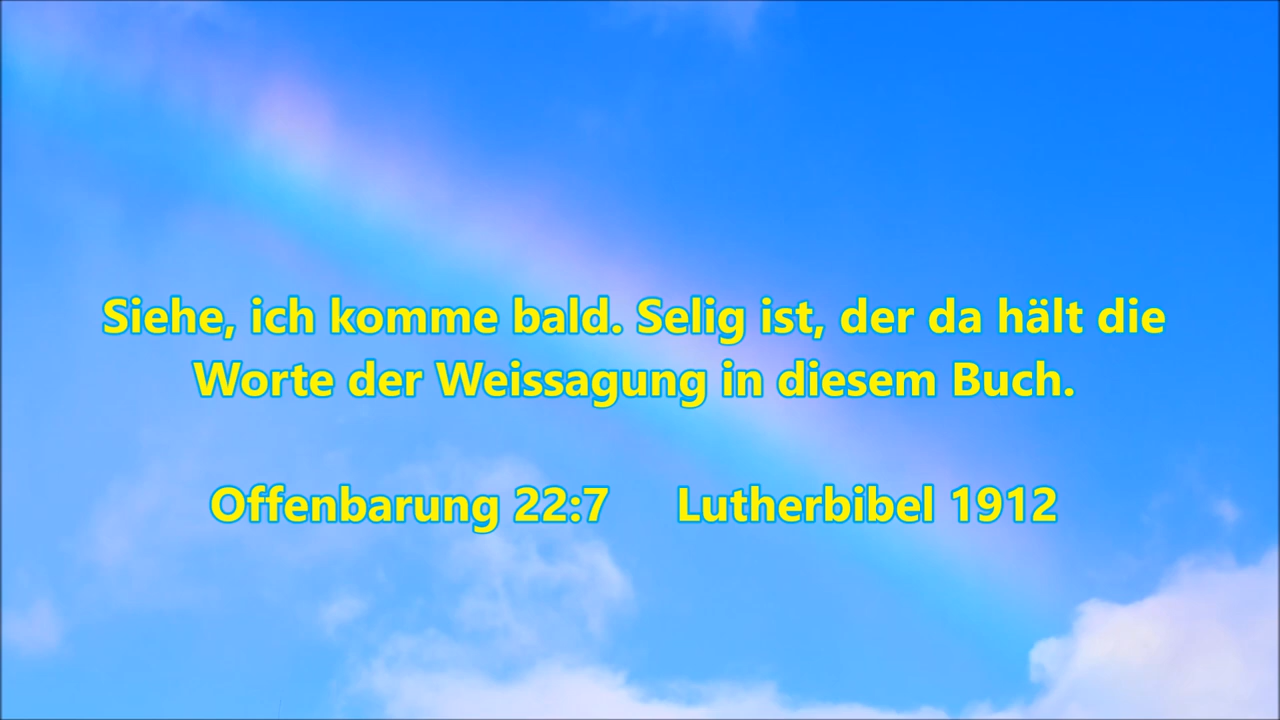 Siehe, ich komme bald. Selig ist, der da hält die
Worte der Weissagung in diesem Buch.
Offenbarung 22:7 Lutherbibel 1912